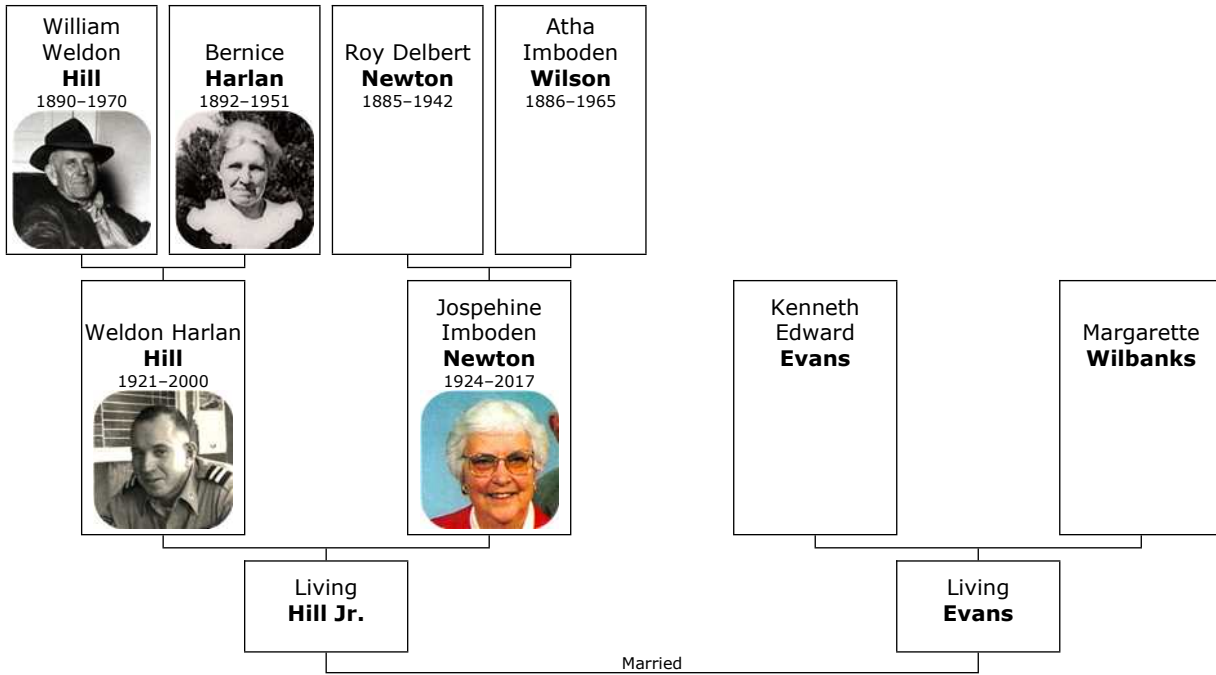 William
Weldon
Hill
1890–1970
Bernice
Harlan
1892–1951
Roy Delbert
Newton
1885–1942
Atha
Imboden
Wilson
1886–1965
Weldon Harlan
Hill
1921–2000
Jospehine
Imboden
Newton
1924–2017
Kenneth
Edward
Evans
Margarette
Wilbanks
Living
Hill Jr.
Living
Evans
Married